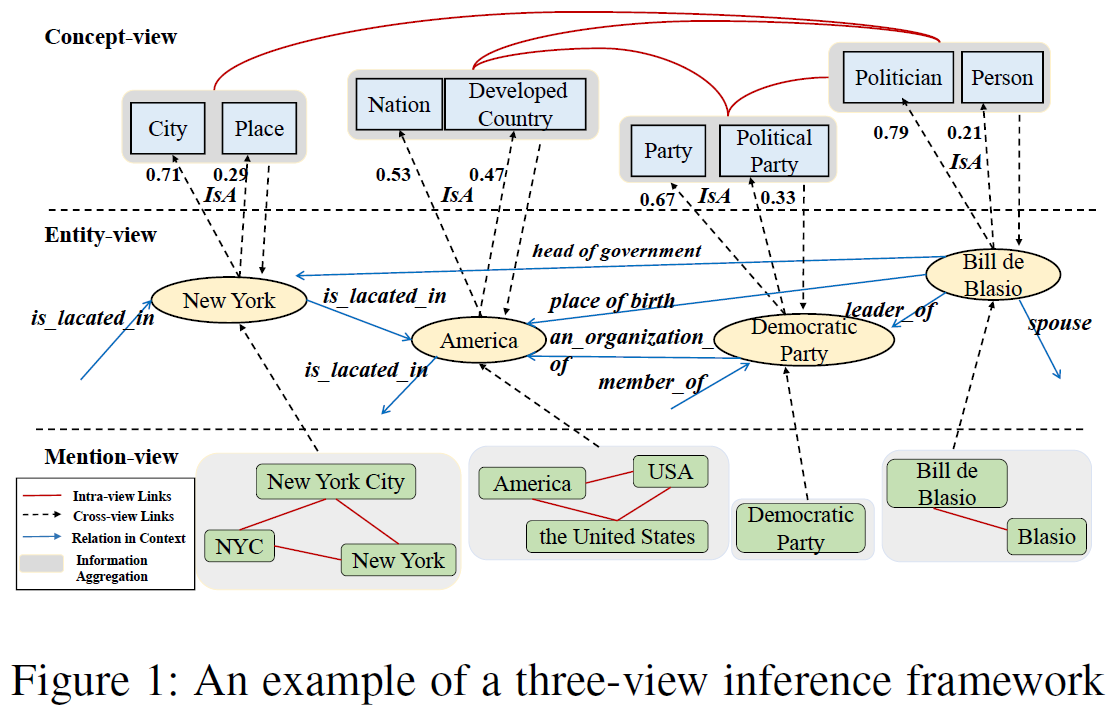 Concept-view
City
Place
Nation
Developed
Country
Party
Political
Party
Politician
Person
0.71
0.29
IsA
0.53
0.47
IsA
0.67
IsA
0.33
0.79
0.21
IsA
Entity-view
New York
America
Democratic
Party
Bill de
Blasio
head of government
is_lacated_in
is_lacated_in
place of birth
leader_of
spouse
an_organization_
of
is_lacated_in
member_of
Mention-view
Intra-view Links
Cross-view Links
Relation in Context
Information
Aggregation
New York City
NYC
New York
America
USA
the United States
Democratic
Party
Bill de
Blasio
Blasio
Figure 1: An example of a three-view inference framework